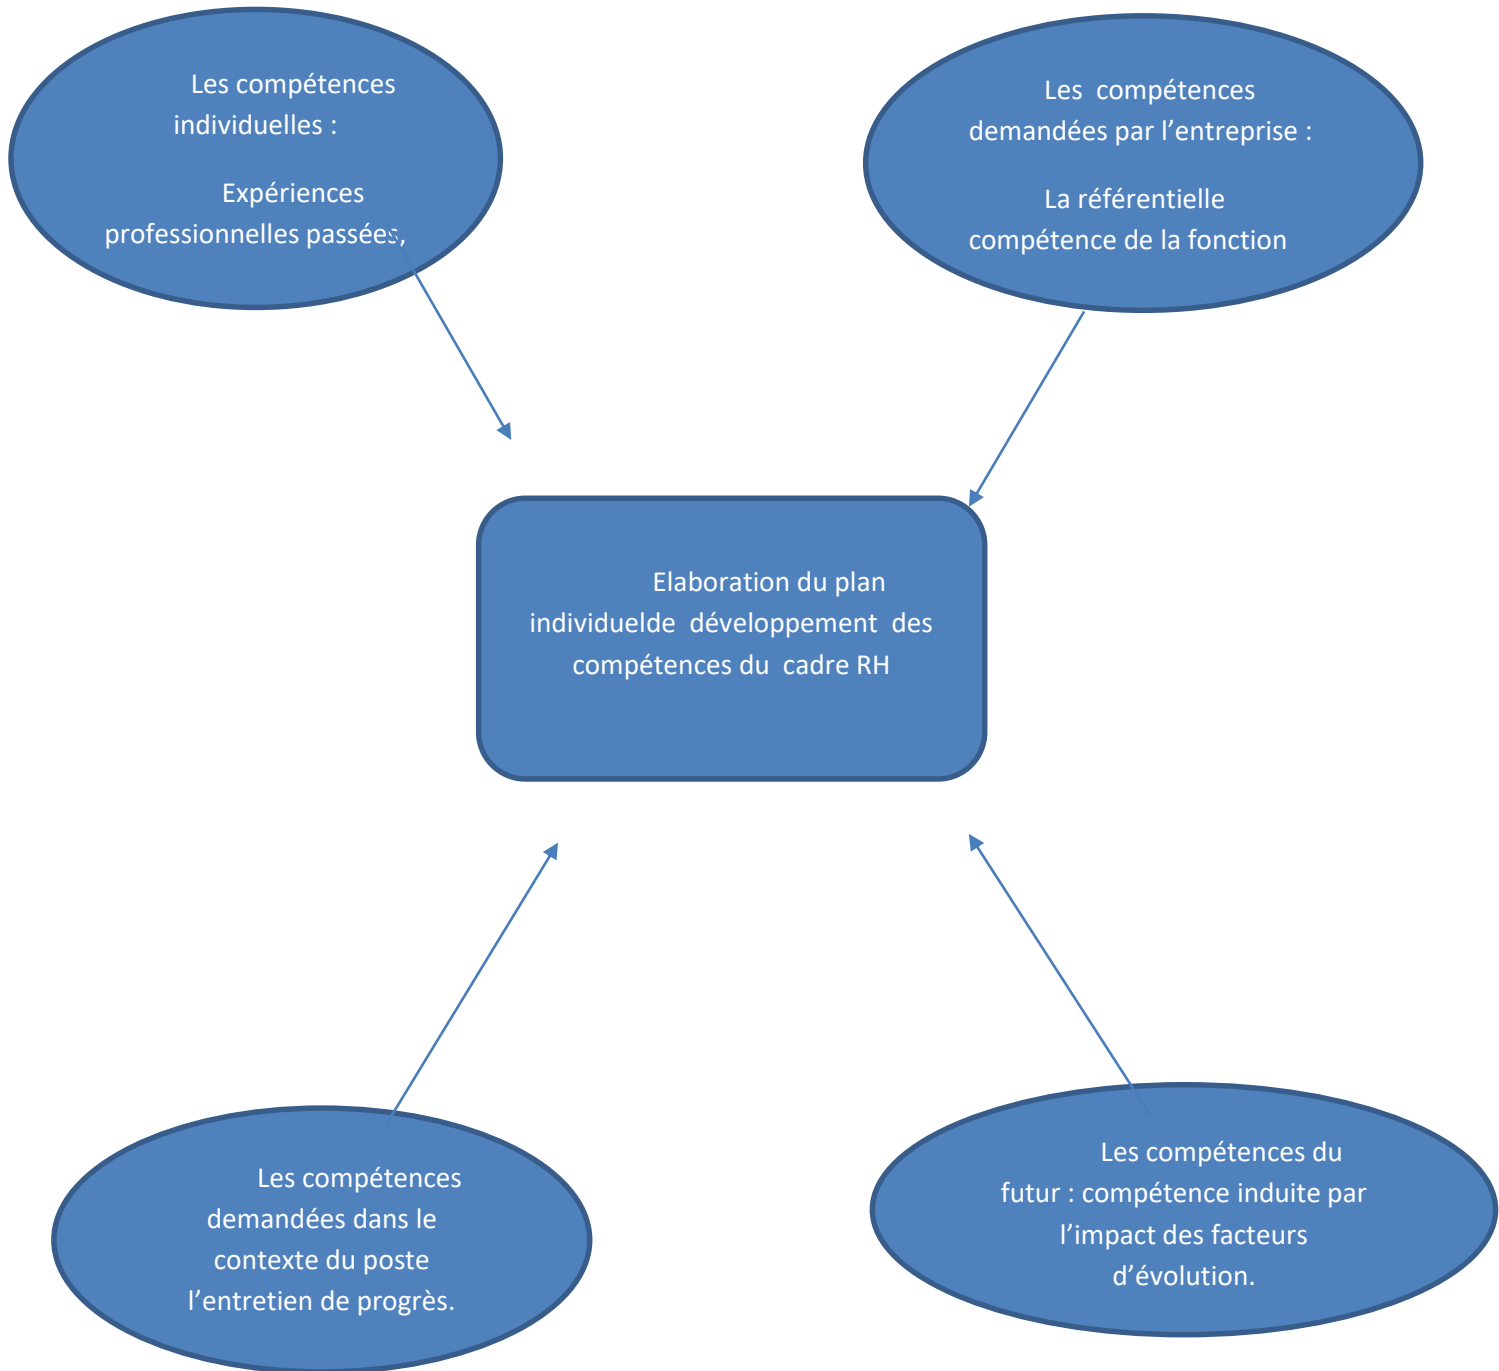 Les compétences
individuelles :
Expériences
professionnelles passées,
Les compétences
demandées par l’entreprise :
La référentielle
compétence de la fonction
Elaboration du plan
individuelde développement des
compétences du cadre RH
Les compétences
demandées dans le
contexte du poste
l’entretien de progrès.
Les compétences du
futur : compétence induite par
l’impact des facteurs
d’évolution.